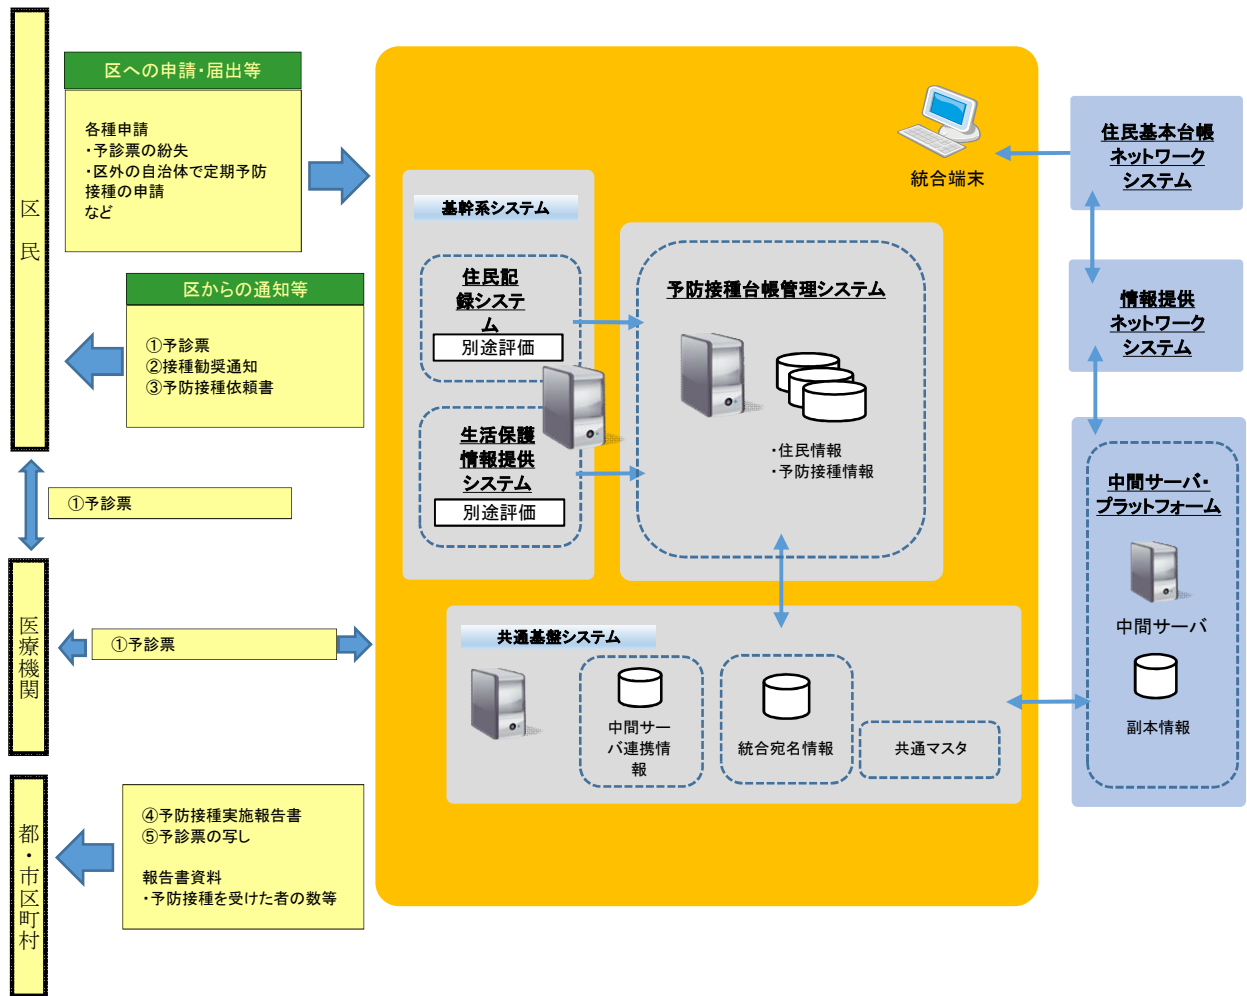 区民
区への申請・届出等
各種申請
・予診票の紛失
・区外の自治体で定期予防
接種の申請
など
区からの通知等
①予診票
②接種勧奨通知
③予防接種依頼書
①予診票
医療機関
①予診票
都・市区町村
④予防接種実施報告書
⑤予診票の写し
報告書資料
・予防接種を受けた者の数等
統合端末
基幹系システム
住民記
録システ
ム
別途評価
生活保護
情報提供
システム
別途評価
予防接種台帳管理システム
・住民情報
・予防接種情報
共通基盤システム
中間サー
バ連携情
報
統合宛名情報
共通マスタ
住民基本台帳
ネットワーク
システム
情報提供
ネットワーク
システム
中間サーバ・
プラットフォーム
中間サーバ
副本情報